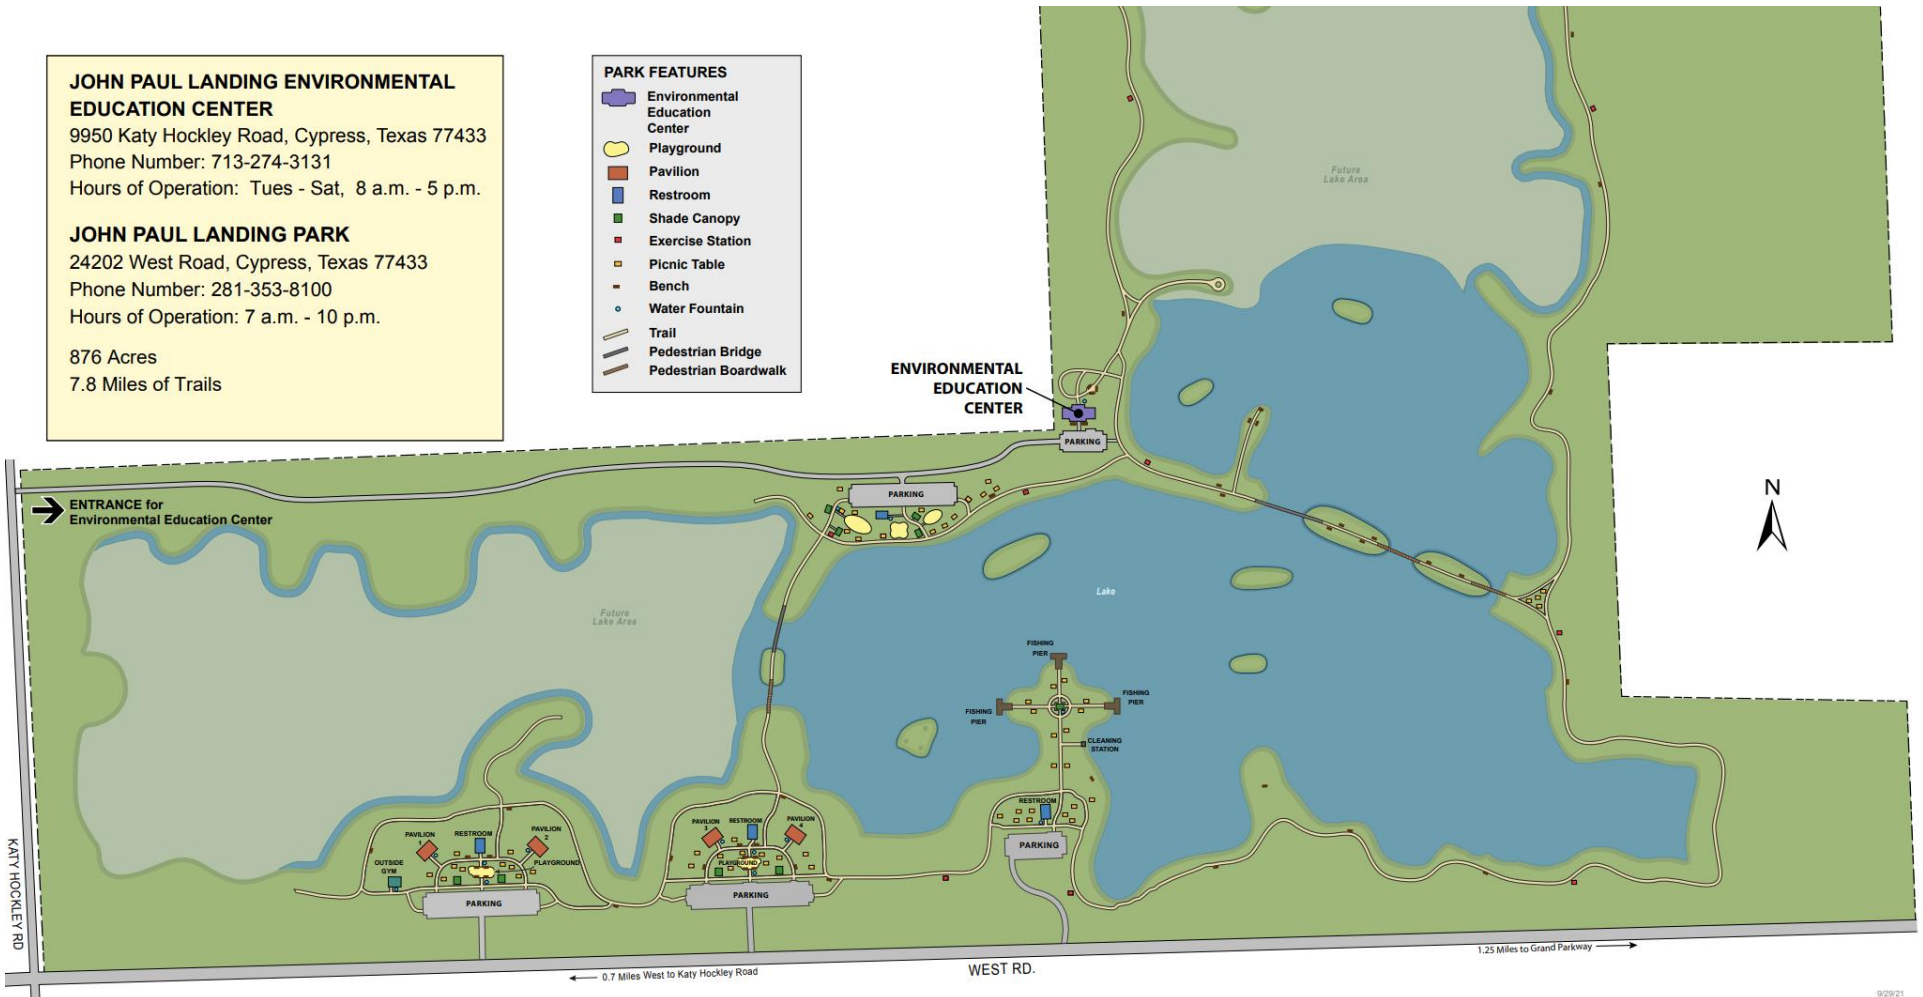 JOHN PAUL LANDING ENVIRONMENTAL
EDUCATION CENTER
9950 Katy Hockley Road, Cypress, Texas 77433
Phone Number: 713-274-3131
Hours of Operation:  Tues - Sat,  8 a.m. - 5 p.m.
JOHN PAUL LANDING PARK
24202 West Road, Cypress, Texas 77433
Phone Number: 281-353-8100
Hours of Operation: 7 a.m. - 10 p.m.
876 Acres
7.8 Miles of Trails
PARK FEATURES
Environmental
Education
Center
Playground
Pavilion
Restroom
Shade Canopy
Exercise Station
Picnic Table
Bench
Water Fountain
Trail
Pedestrian Bridge
Pedestrian Boardwalk
Future
Lake Area
ENVIRONMENTAL
EDUCATION
CENTER
PARKING
ENTRANCE for
Environmental Education Center
PARKING
N
Lake
Future
Lake Area
FISHING
PIER
FISHING
PIER
FISHING
PIER
CLEANING
STATION
RESTROOM
PARKING
PAVILION
1
RESTROOM
PAVILION
2
OUTSIDE
GYM
PLAYGROUND
PARKING
PAVILION
3
RESTROOM
PAVILION
4
PLAYGROUND
PARKING
KATY HOCKLEY RD
0.7 Miles West to Katy Hockley Road
WEST RD.
1.25 Miles to Grand Parkway
9/29/21